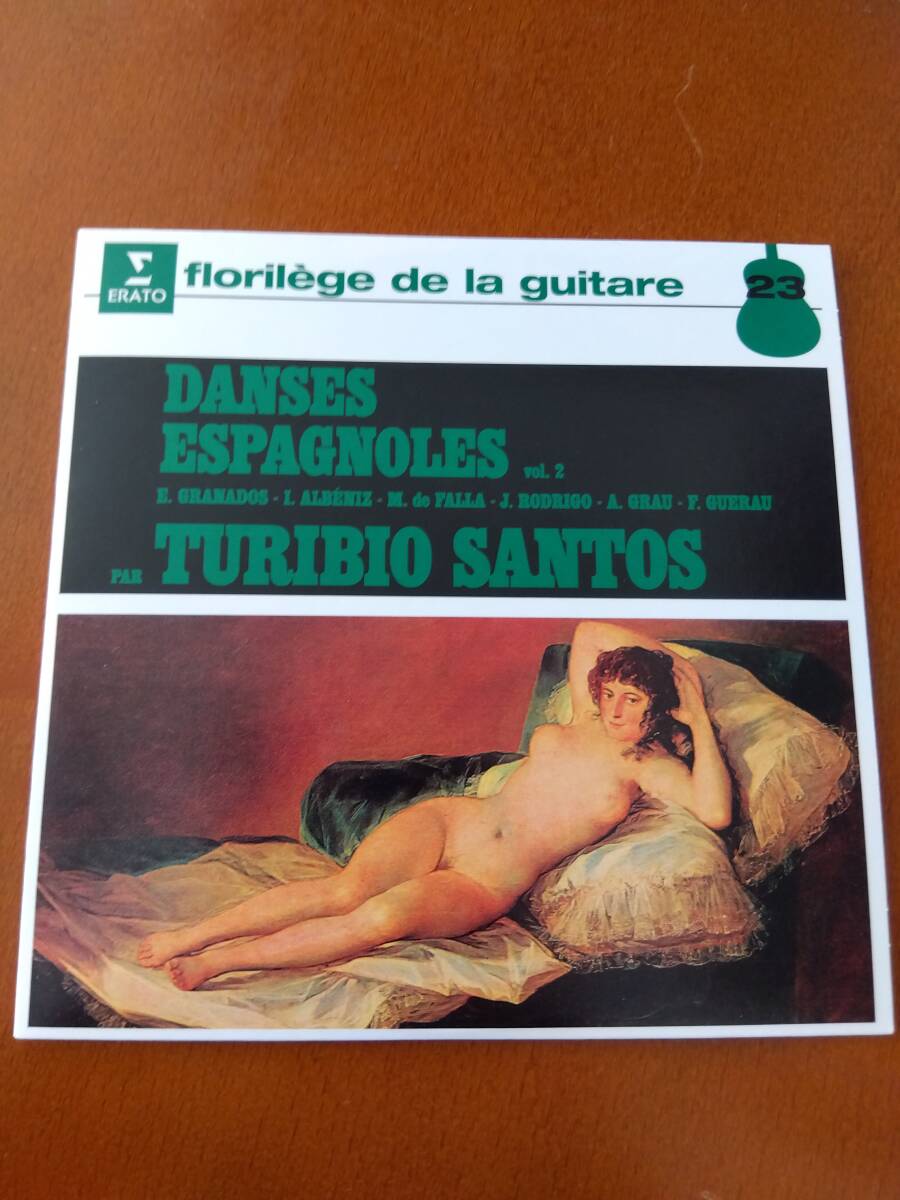 Σ
ERATO
florilège de la guitare
23
DANSES
ESPAGNOLES vol. 2
E. GRANADOS - I. ALBÉNIZ - M. de FALLA - J. RODRIGO - A. GRAU - F. GUERAU
PAR TURIBIO SANTOS